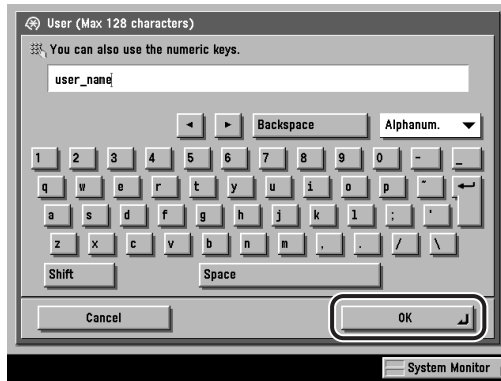 User (Max 128 characters)
You can also use the numeric keys.
user_name
◄ ► Backspace Alphanum. ▼
1 2 3 4 5 6 7 8 9 0 - _
q w e r t y u i o p ~
a s d f g h j k l ; '
z x c v b n m , . / \
Shift Space
Cancel OK
System Monitor